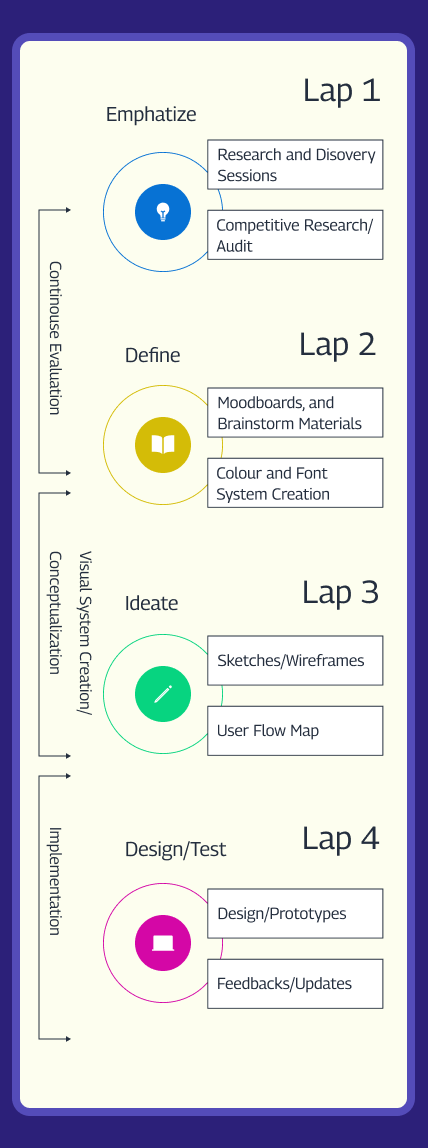 Lap 1
Emphatize
Research and Disovery
Sessions
Competitive Research/
Audit
Continouse Evaluation
Lap 2
Define
Moodboards, and
Brainstorm Materials
Colour and Font
System Creation
Visual System Creation/
Conceptualization
Lap 3
Ideate
Sketches/Wireframes
User Flow Map
Lap 4
Design/Test
Implementation
Design/Prototypes
Feedbacks/Updates